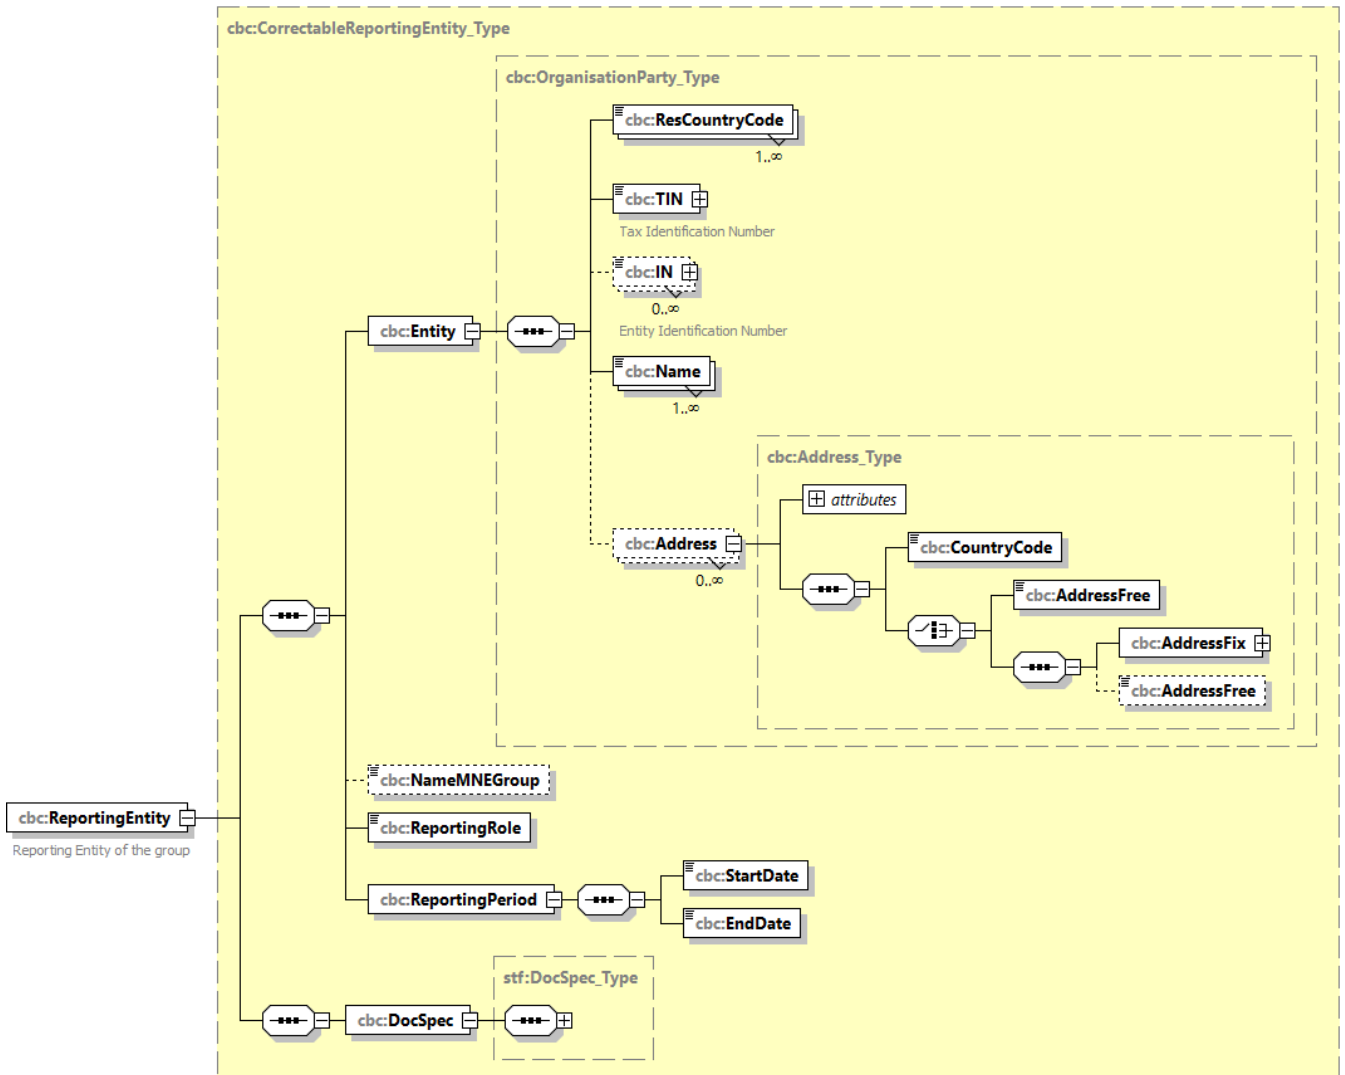 cbc:CorrectableReportingEntity_Type
cbc:OrganisationParty_Type
cbc:ResCountryCode
1..∞
cbc:TIN
Tax Identification Number
cbc:IN
0..∞
Entity Identification Number
cbc:Entity
cbc:Name
1..∞
cbc:Address_Type
attributes
cbc:Address
0..∞
cbc:CountryCode
cbc:AddressFree
cbc:AddressFix
cbc:AddressFree
cbc:NameMNEGroup
cbc:ReportingEntity
Reporting Entity of the group
cbc:ReportingRole
cbc:ReportingPeriod
cbc:StartDate
cbc:EndDate
stf:DocSpec_Type
cbc:DocSpec